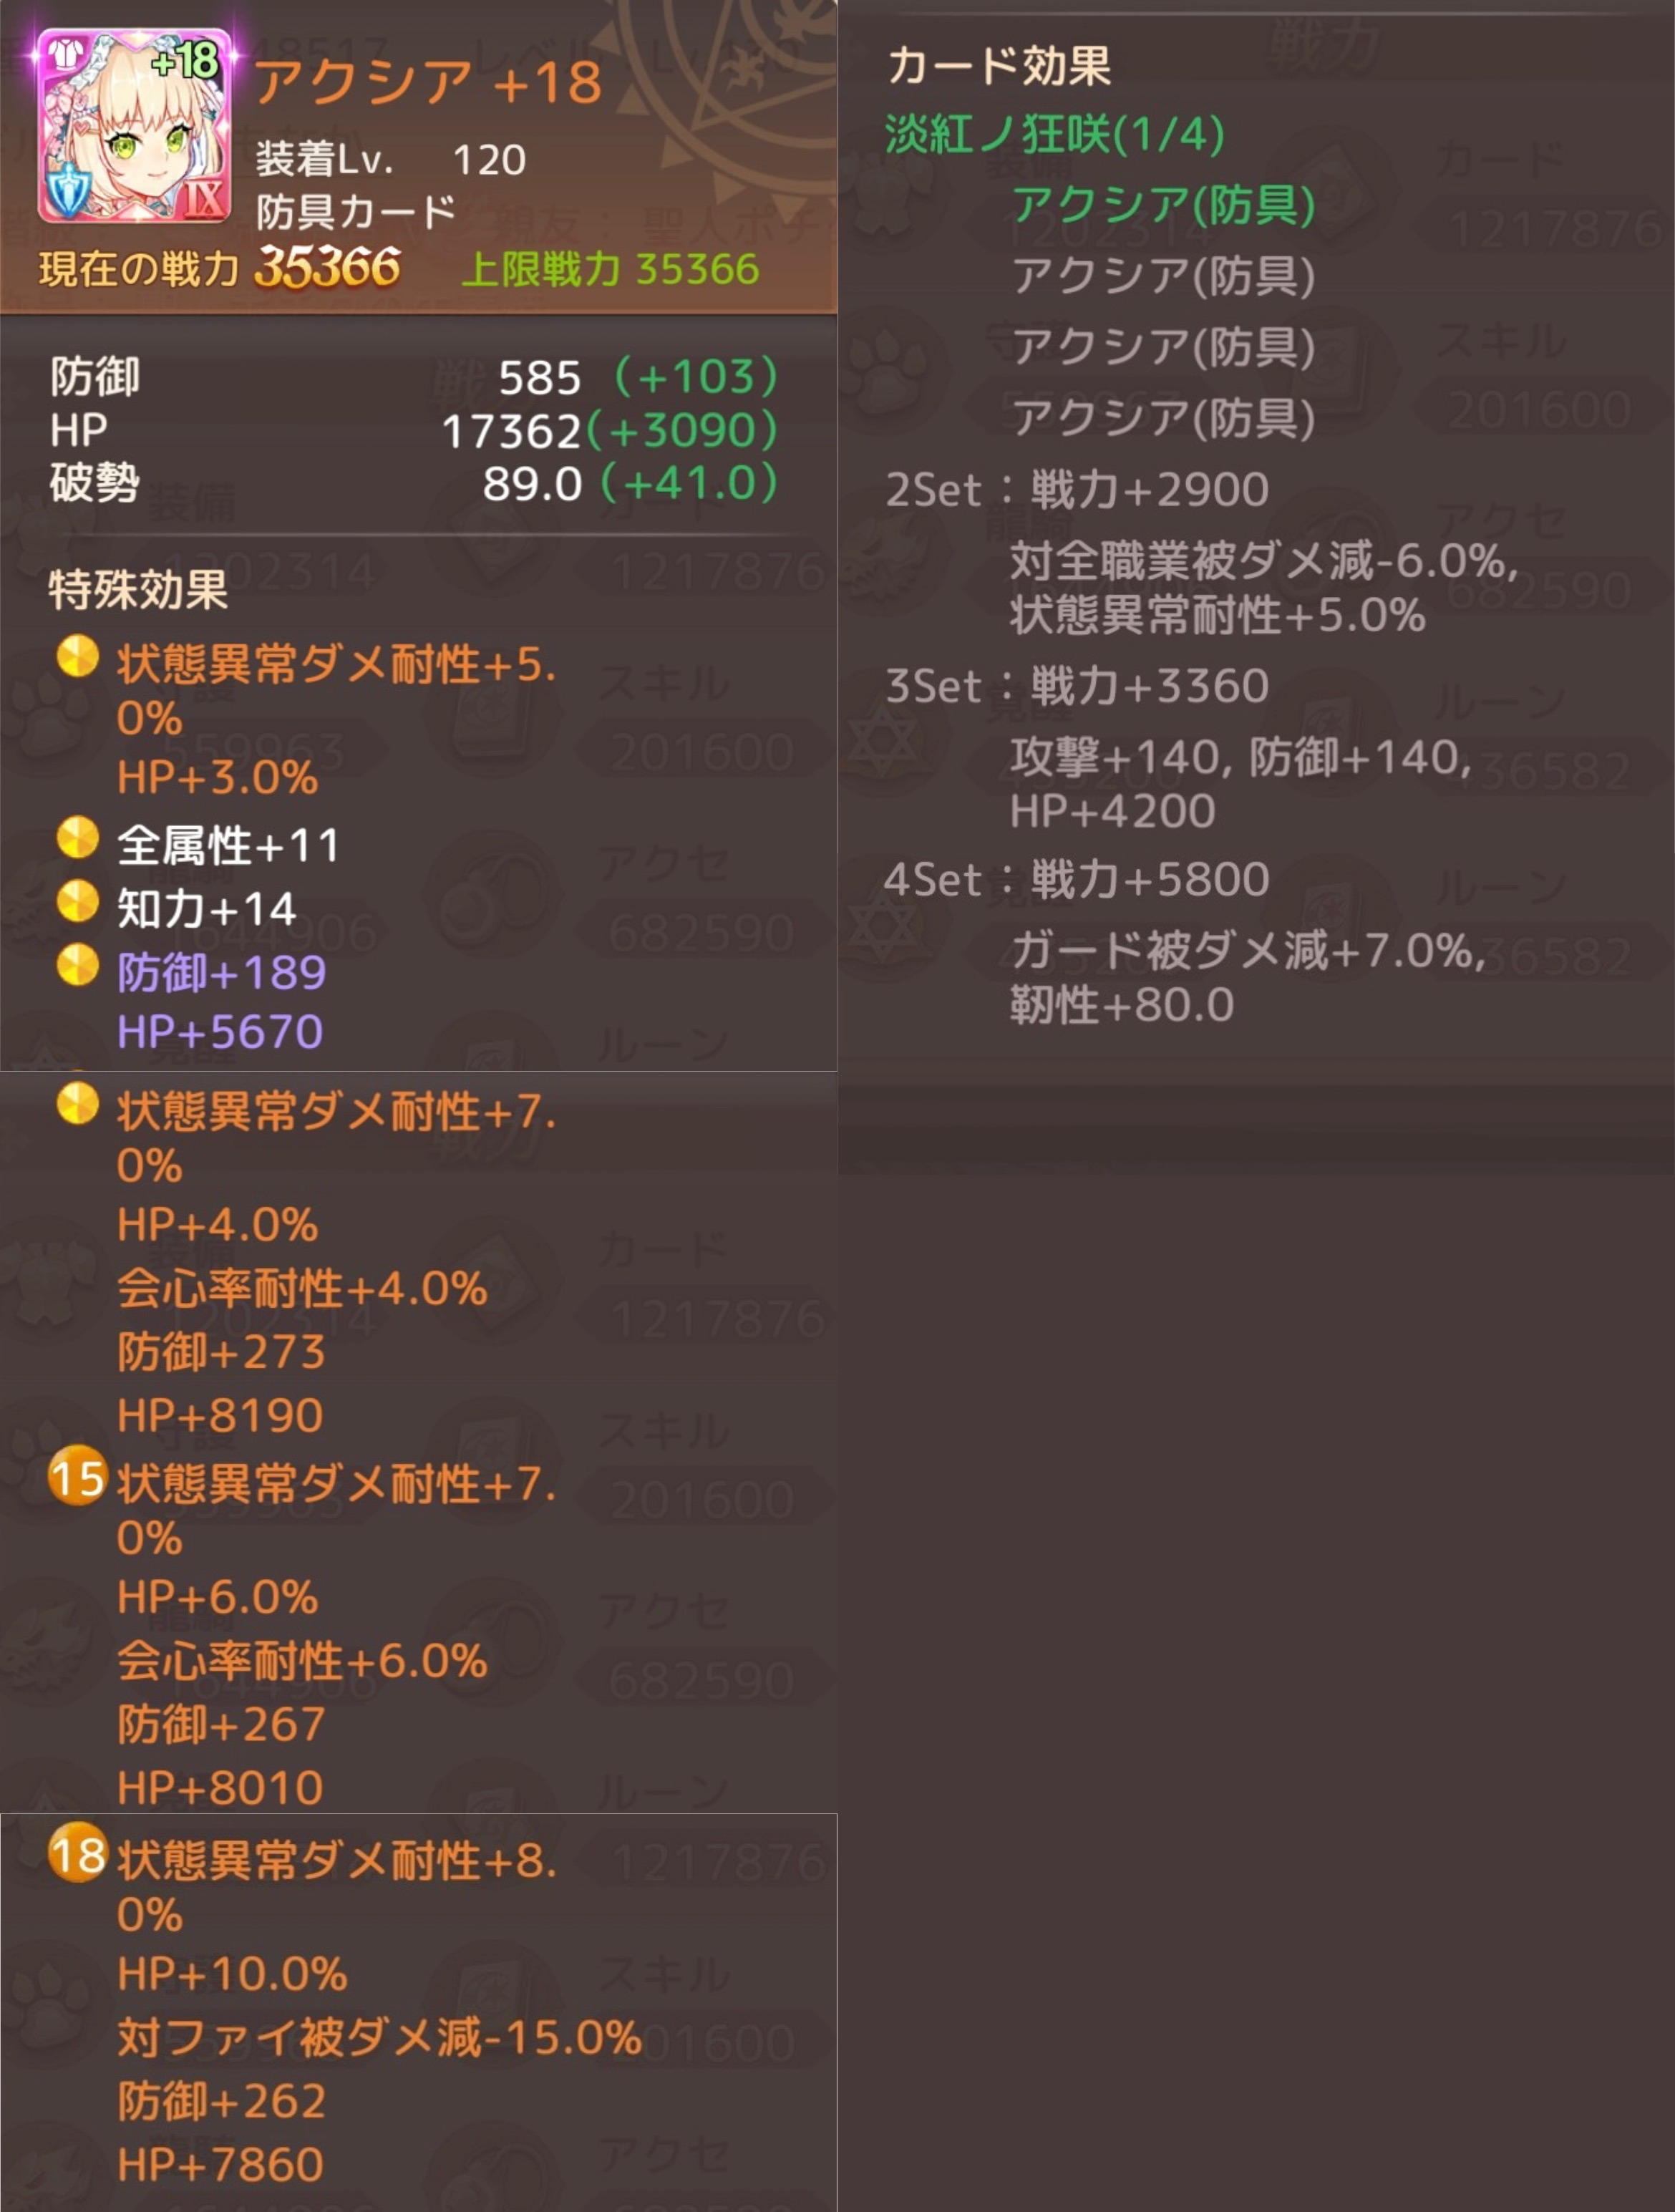 +18
IX
アクシア +18
装着Lv. 120
防具カード
現在の戦力 35366 上限戦力 35366
防御 585 (+103)
HP 17362(+3090)
破勢 89.0 (+41.0)
特殊効果
状態異常ダメ耐性+5.
0%
HP+3.0%
全属性+11
知力+14
防御+189
HP+5670
状態異常ダメ耐性+7.
0%
HP+4.0%
会心率耐性+4.0%
防御+273
HP+8190
15 状態異常ダメ耐性+7.
0%
HP+6.0%
会心率耐性+6.0%
防御+267
HP+8010
18 状態異常ダメ耐性+8.
0%
HP+10.0%
対ファイ被ダメ減-15.0%
防御+262
HP+7860
カード効果
淡紅ノ狂咲(1/4)
アクシア(防具)
アクシア(防具)
アクシア(防具)
アクシア(防具)
2Set：戦力+2900
対全職業被ダメ減-6.0%,
状態異常耐性+5.0%
3Set：戦力+3360
攻撃+140, 防御+140,
HP+4200
4Set：戦力+5800
ガード被ダメ減+7.0%,
靭性+80.0